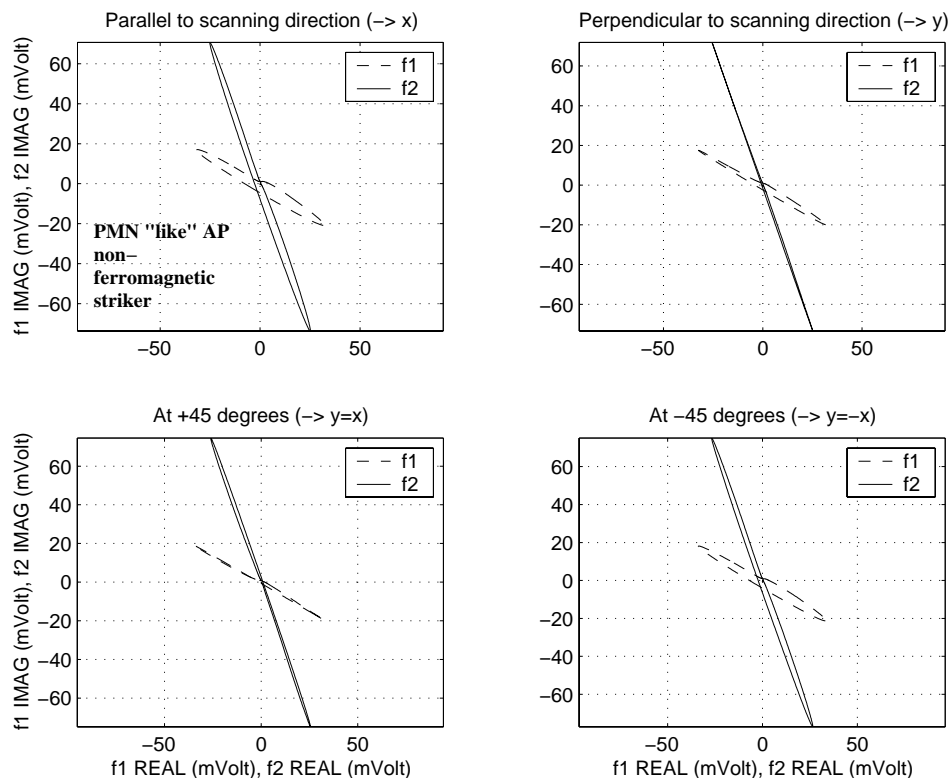 Parallel to scanning direction (−> x)
f1 IMAG (mVolt), f2 IMAG (mVolt)
60
40
20
0
−20
−40
−60
−50
0
50
f1
f2
PMN "like" AP
non−
ferromagnetic
striker
Perpendicular to scanning direction (−> y)
60
40
20
0
−20
−40
−60
−50
0
50
f1
f2
At +45 degrees (−> y=x)
f1 IMAG (mVolt), f2 IMAG (mVolt)
60
40
20
0
−20
−40
−60
−50
0
50
f1 REAL (mVolt), f2 REAL (mVolt)
f1
f2
At −45 degrees (−> y=−x)
60
40
20
0
−20
−40
−60
−50
0
50
f1 REAL (mVolt), f2 REAL (mVolt)
f1
f2